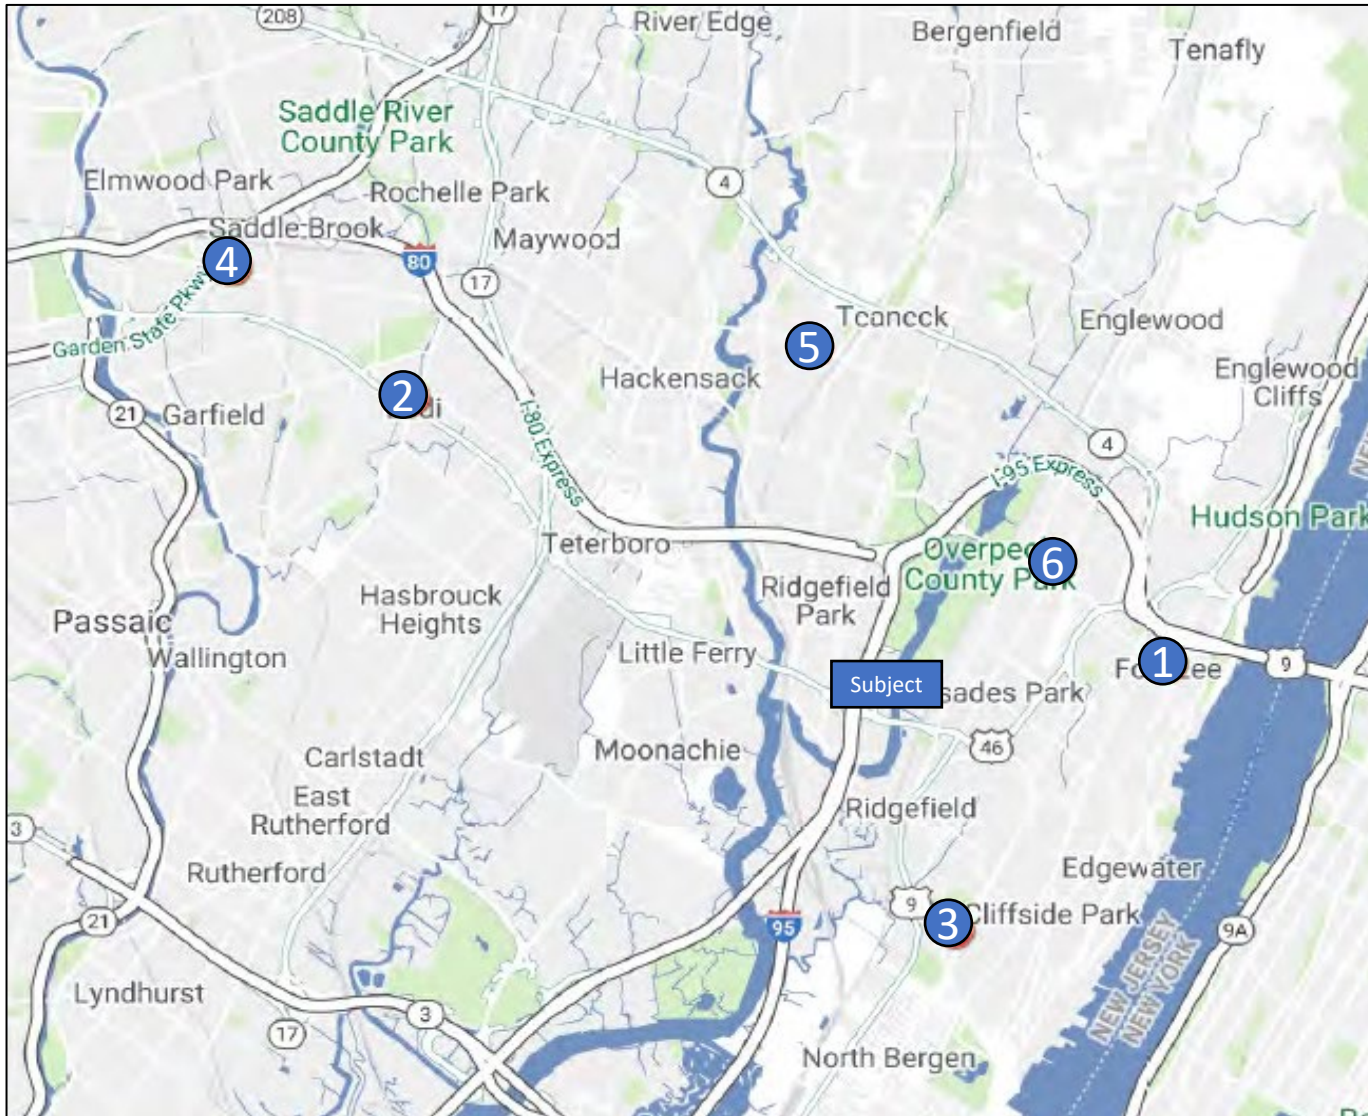 208
17
River Edge
Bergenfield
Tenafly
Saddle River
County Park
4
Elmwood Park
Rochelle Park
Saddle Brook
Maywood
4
80
17
Garden State Pkwy
5
Teaneck
Englewood
Englewood
Cliffs
2
Hackensack
21
Garfield
I-80 Express
4
I-95 Express
Hudson Park
Teterboro
Overpeck
County Park
6
Ridgefield
Park
Hasbrouck
Heights
Passaic
Wallington
Little Ferry
1
9
Subject
sades Park
46
Moonachie
Carlstadt
East
Rutherford
Ridgefield
3
Rutherford
Edgewater
21
9
3
Cliffside Park
95
9A
NEW JERSEY
NEW YORK
Lyndhurst
17
3
North Bergen